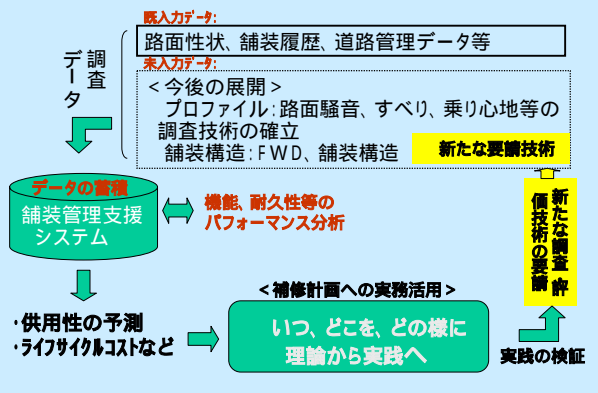 既入力ﾃﾞｰﾀ:
路面性状、舗装履歴、道路管理データ等
未入力ﾃﾞｰﾀ:
調査
データ
＜今後の展開＞
プロファイル:路面騒音、すべり、乗り心地等の
調査技術の確立
舗装構造:FWD、舗装構造
新たな要請技術
データの蓄積
舗装管理支援
システム
機能、耐久性等の
パフォーマンス分析
新たな調査・評
価技術の要請
＜補修計画への実務活用＞
・供用性の予測
・ﾗｲﾌｻｲｸﾙｺｽﾄなど
いつ、どこを、どの様に
理論から実践へ
実践の検証